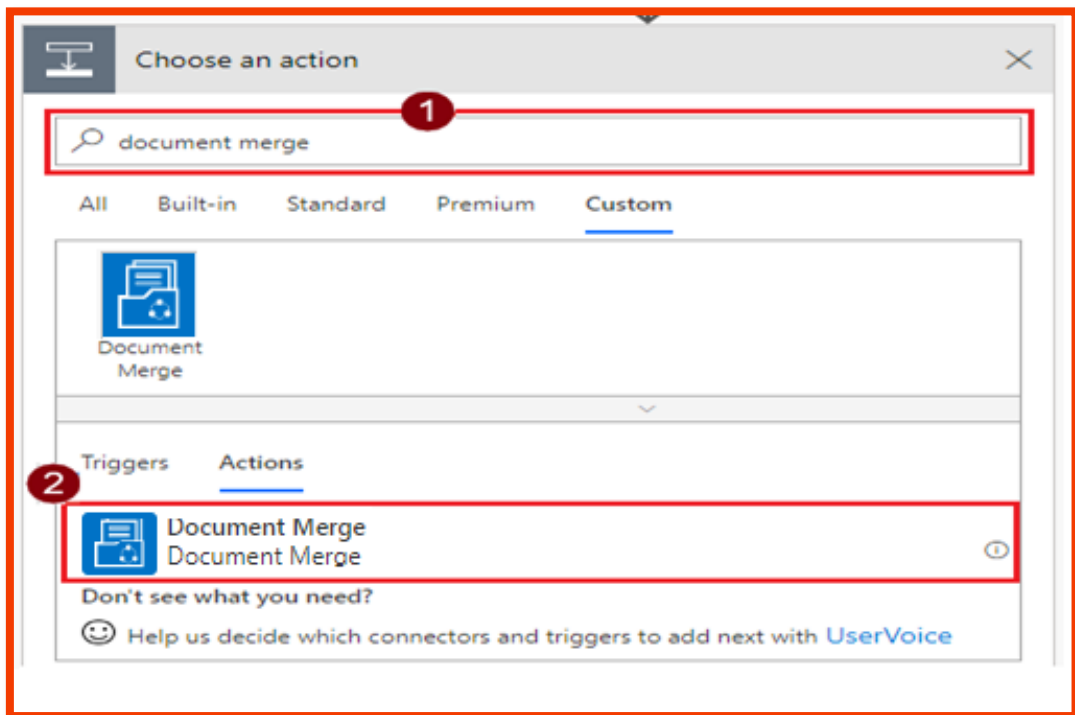 Choose an action
1
document merge
All Built-in Standard Premium Custom
Document
Merge
Triggers Actions
2
Document Merge
Document Merge
Don't see what you need?
Help us decide which connectors and triggers to add next with UserVoice